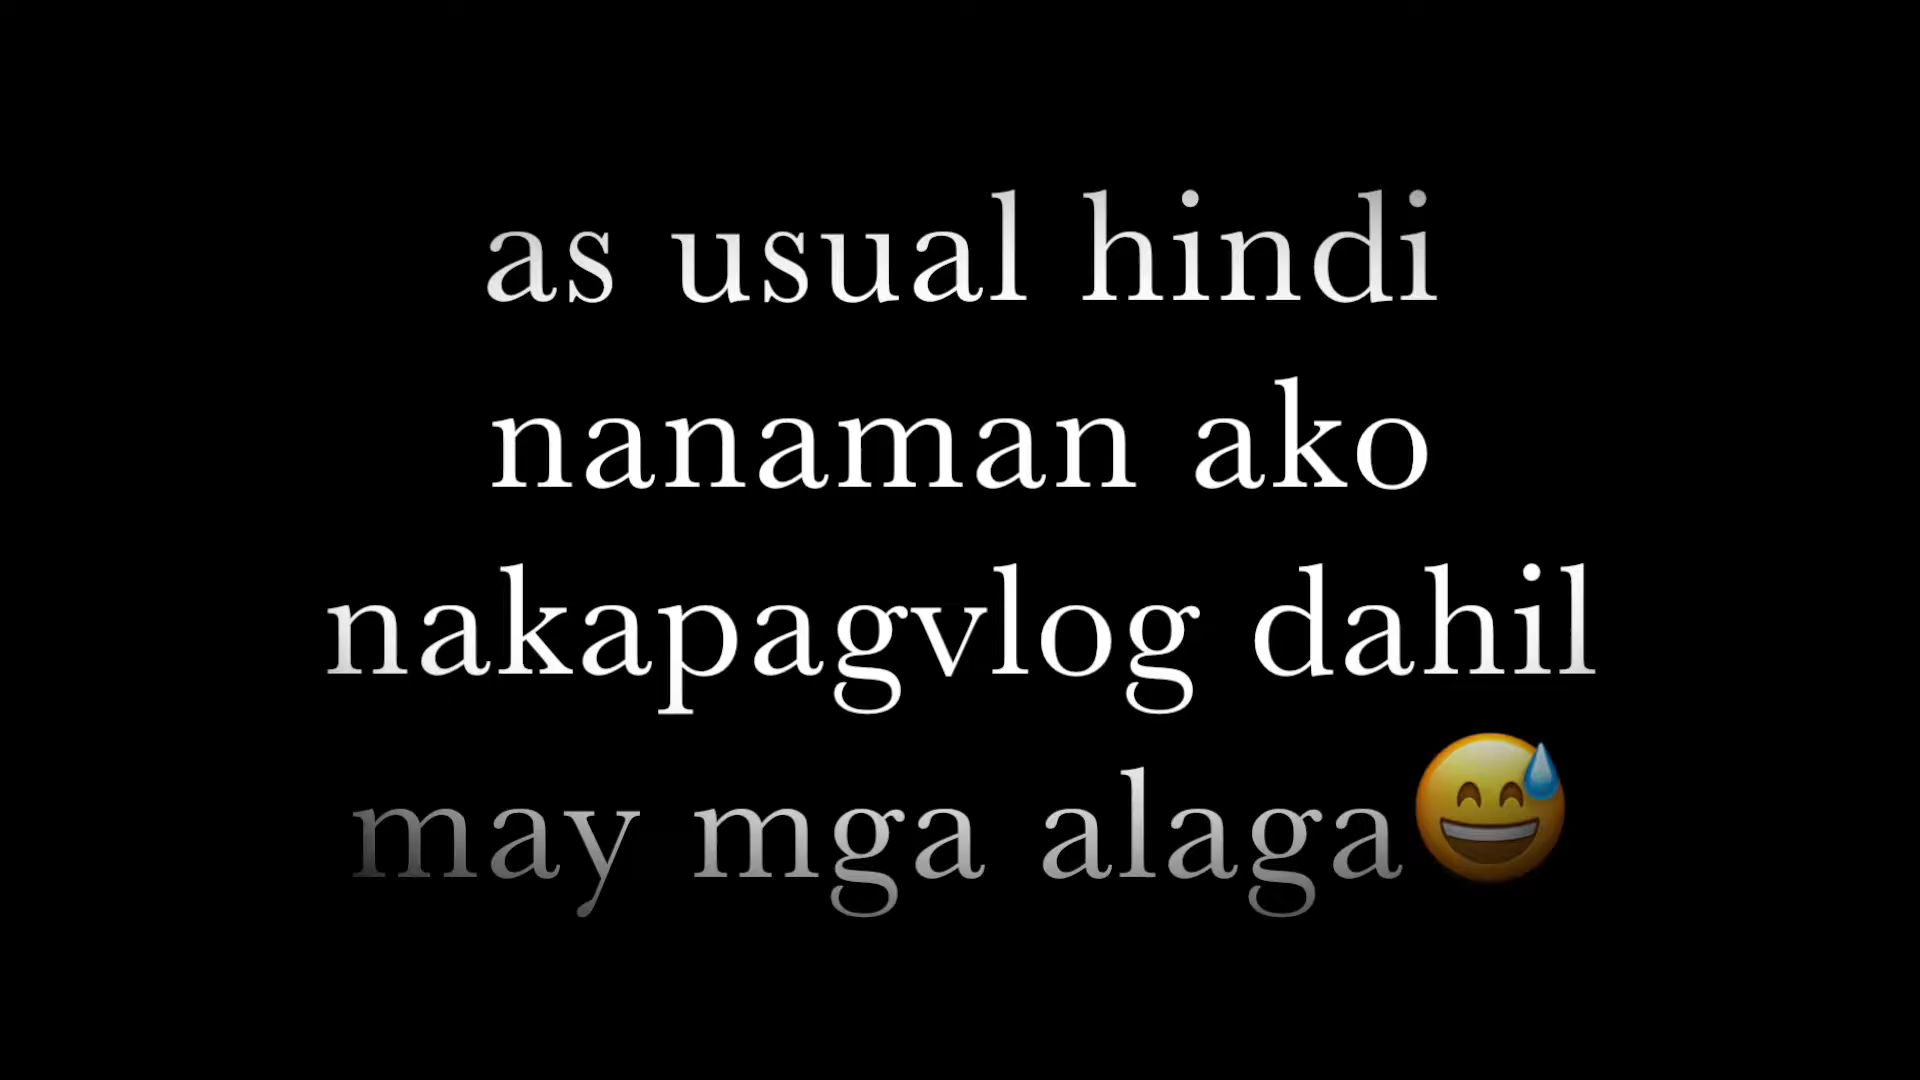 as usual hindi
nanaman ako
nakapagvlog dahil
may mga alaga😅